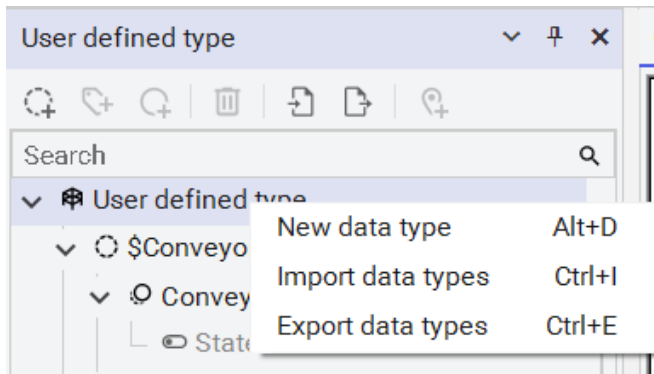 User defined type
Search
User defined type
New data type Alt+D
$Conveyo
Import data types Ctrl+I
Convey
Export data types Ctrl+E
State